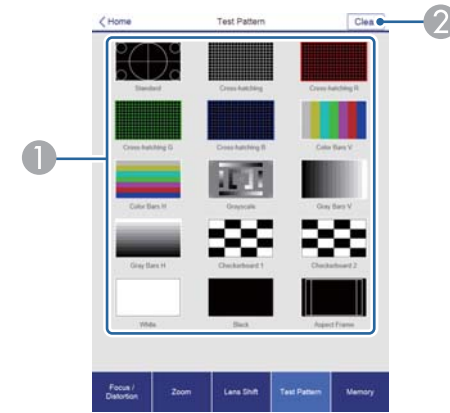 Home Test Pattern Clea 2
Standard Cross-hatching Cross-hatching R
Cross-hatching G Cross-hatching B Color Bars V
1
Color Bars H Grayscale Gray Bars V
Gray Bars H Checkerboard 1 Checkerboard 2
White Black Aspect Frame
Focus / Distortion Zoom Lens Shift Test Pattern Memory